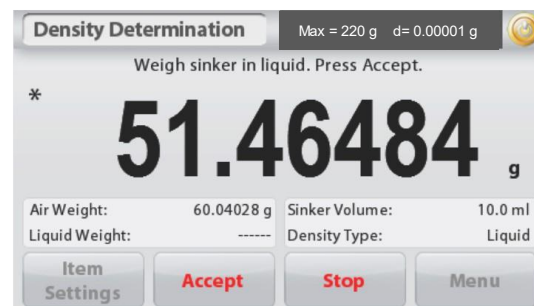 Density Determination Max = 220 g d= 0.00001 g
Weigh sinker in liquid. Press Accept.
*
51.46484 g
Air Weight: 60.04028 g Sinker Volume: 10.0 ml
Liquid Weight: ------ Density Type: Liquid
Item Settings Accept Stop Menu